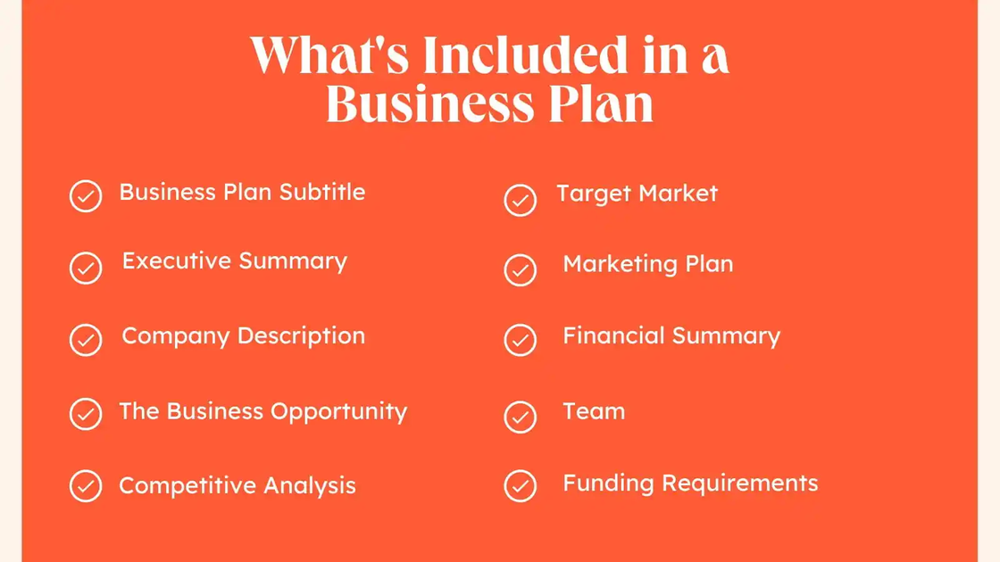 What's Included in a
Business Plan
Business Plan Subtitle
Executive Summary
Company Description
The Business Opportunity
Competitive Analysis
Target Market
Marketing Plan
Financial Summary
Team
Funding Requirements